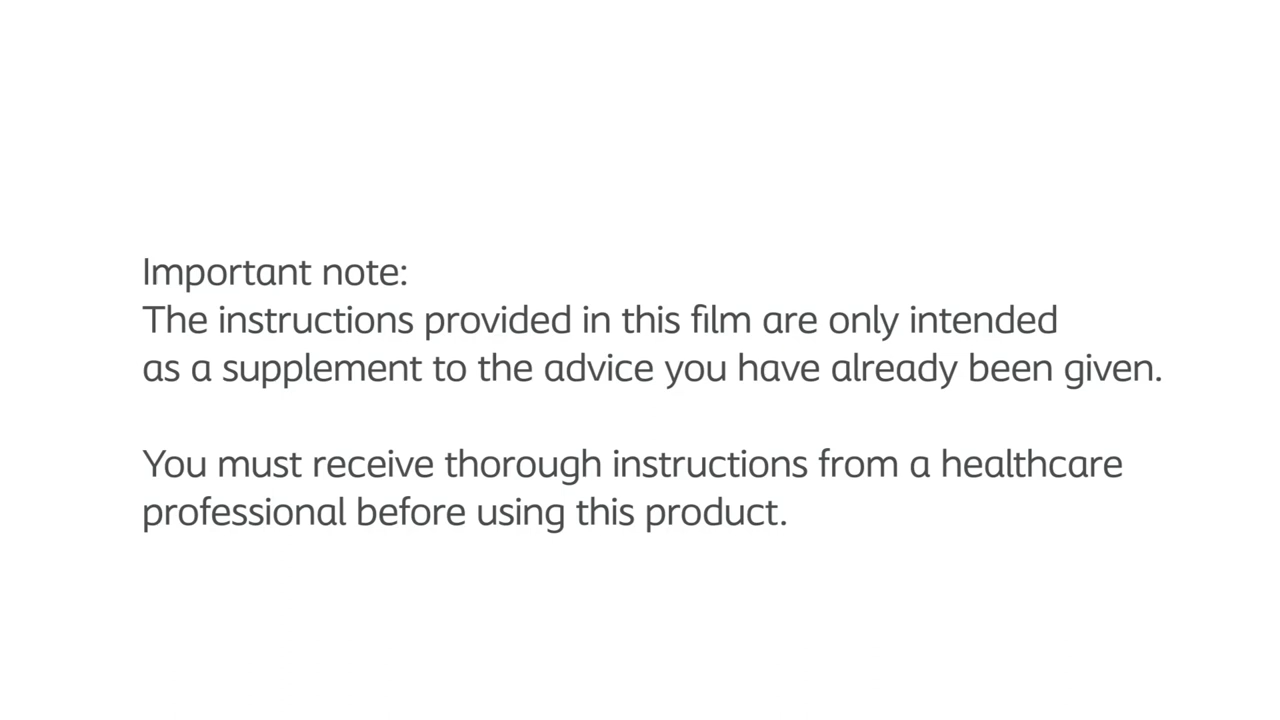 Important note:
The instructions provided in this film are only intended
as a supplement to the advice you have already been given.
You must receive thorough instructions from a healthcare
professional before using this product.